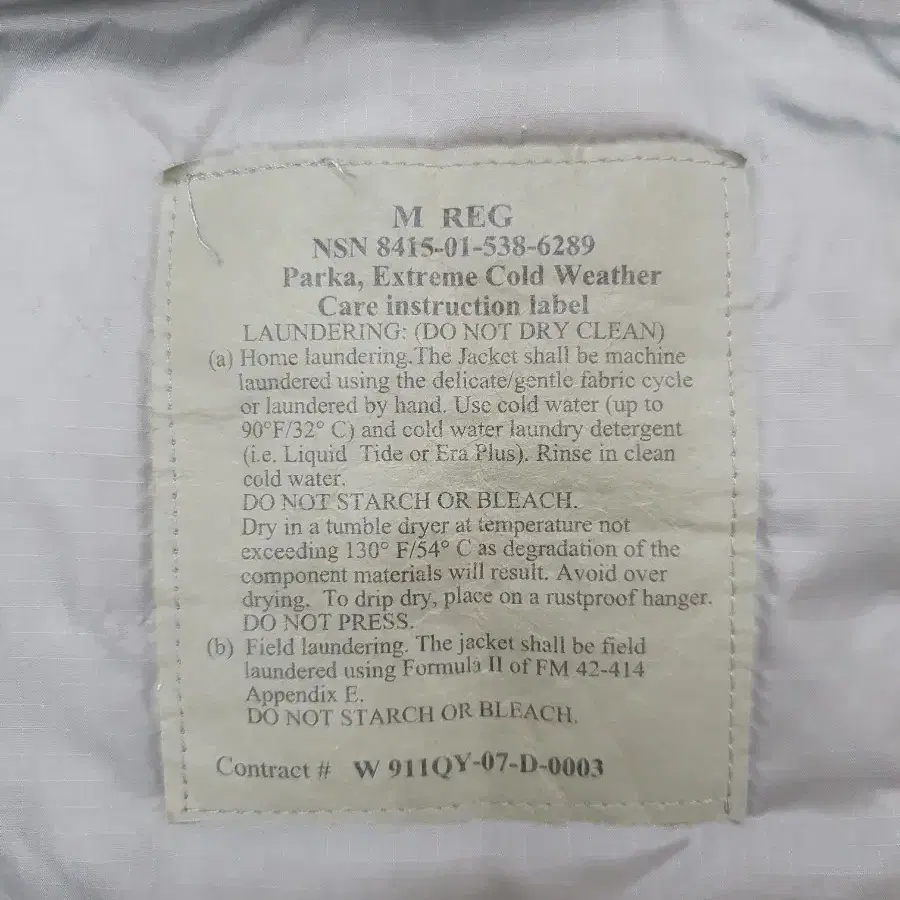 M REG
NSN 8415-01-538-6289
Parka, Extreme Cold Weather
Care instruction label
LAUNDERING: (DO NOT DRY CLEAN)
(a) Home laundering. The Jacket shall be machine
laundered using the delicate/gentle fabric cycle
or laundered by hand. Use cold water (up to
90°F/32° C) and cold water laundry detergent
(i.e. Liquid Tide or Era Plus). Rinse in clean
cold water.
DO NOT STARCH OR BLEACH.
Dry in a tumble dryer at temperature not
exceeding 130° F/54° C as degradation of the
component materials will result. Avoid over
drying. To drip dry, place on a rustproof hanger.
DO NOT PRESS.
(b) Field laundering. The jacket shall be field
laundered using Formula II of FM 42-414
Appendix E.
DO NOT STARCH OR BLEACH.
Contract # W 911QY-07-D-0003